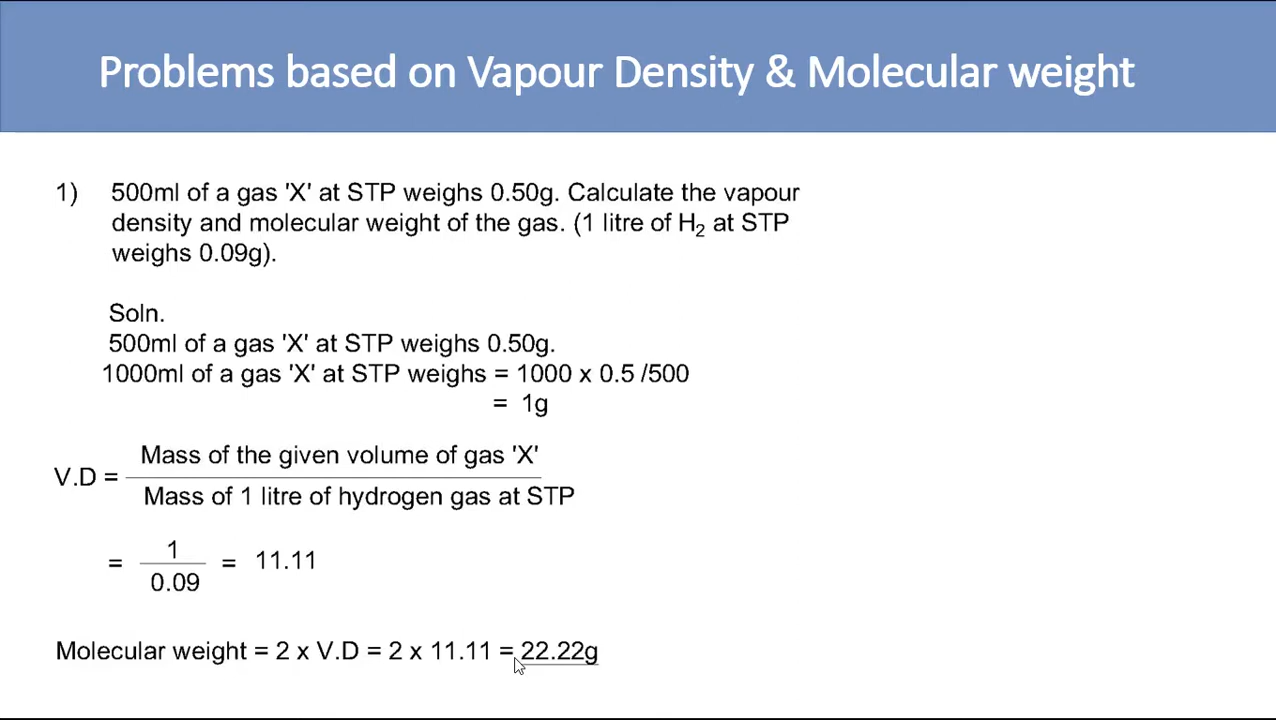 Problems based on Vapour Density & Molecular weight
1) 500ml of a gas 'X' at STP weighs 0.50g. Calculate the vapour
density and molecular weight of the gas. (1 litre of H₂ at STP
weighs 0.09g).
Soln.
500ml of a gas 'X' at STP weighs 0.50g.
1000ml of a gas 'X' at STP weighs = 1000 x 0.5 /500
= 1g
Mass of the given volume of gas 'X'
V.D =
Mass of 1 litre of hydrogen gas at STP
1
= = 11.11
0.09
Molecular weight = 2 x V.D = 2 x 11.11 = 22.22g